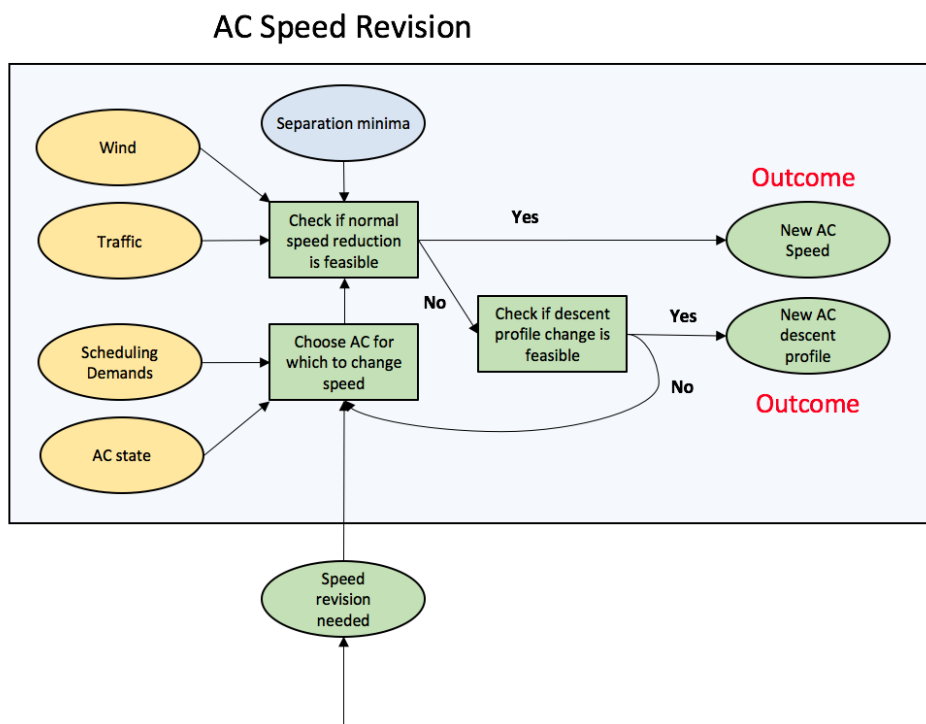 AC Speed Revision
Separation minima
Wind
Outcome
Check if normal
speed reduction
is feasible
Yes
New AC
Speed
Traffic
No
Check if descent
profile change is
feasible
Yes
New AC
descent
profile
Choose AC for
which to change
speed
Scheduling
Demands
No
Outcome
AC state
Speed
revision
needed